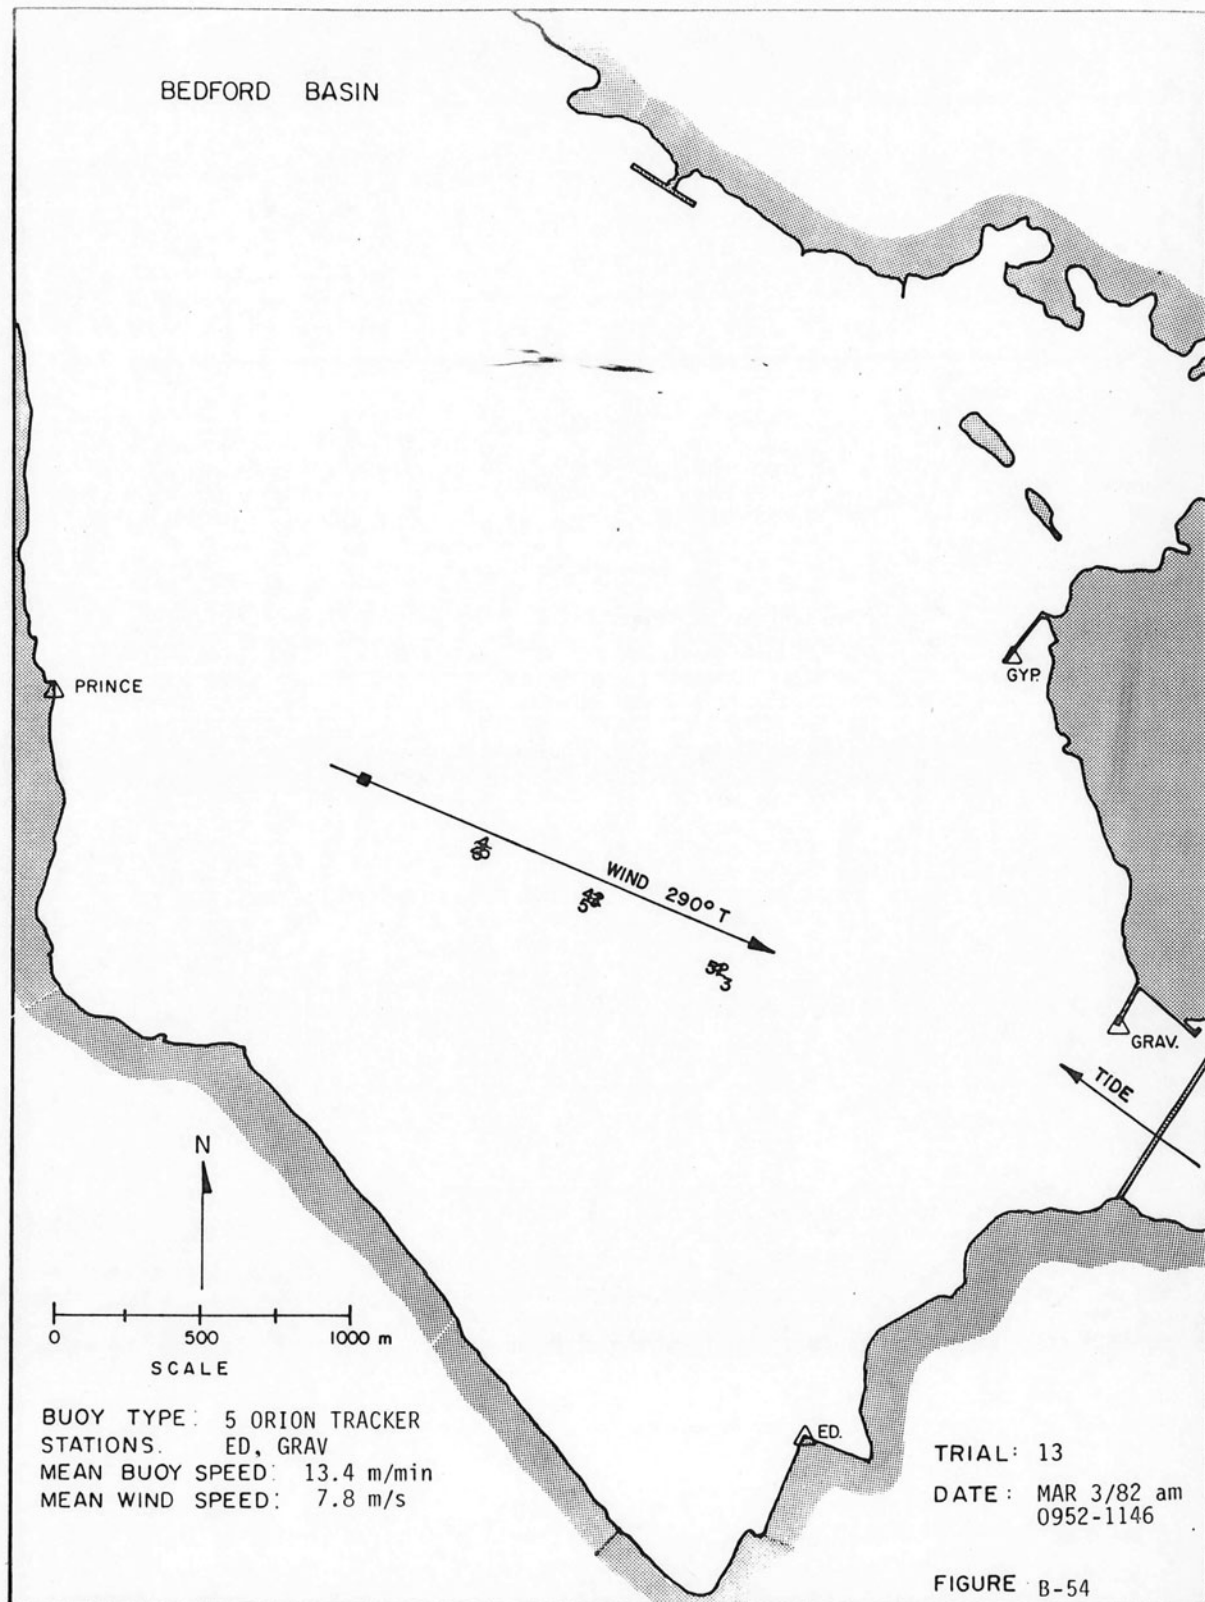 BEDFORD BASIN
GYP.
PRINCE
WIND 290° T
5
3
GRAV.
TIDE
N
0 500 1000 m
SCALE
BUOY TYPE: 5 ORION TRACKER
STATIONS. ED, GRAV
MEAN BUOY SPEED: 13.4 m/min
MEAN WIND SPEED: 7.8 m/s
ED.
TRIAL: 13
DATE: MAR 3/82 am
0952-1146
FIGURE B-54